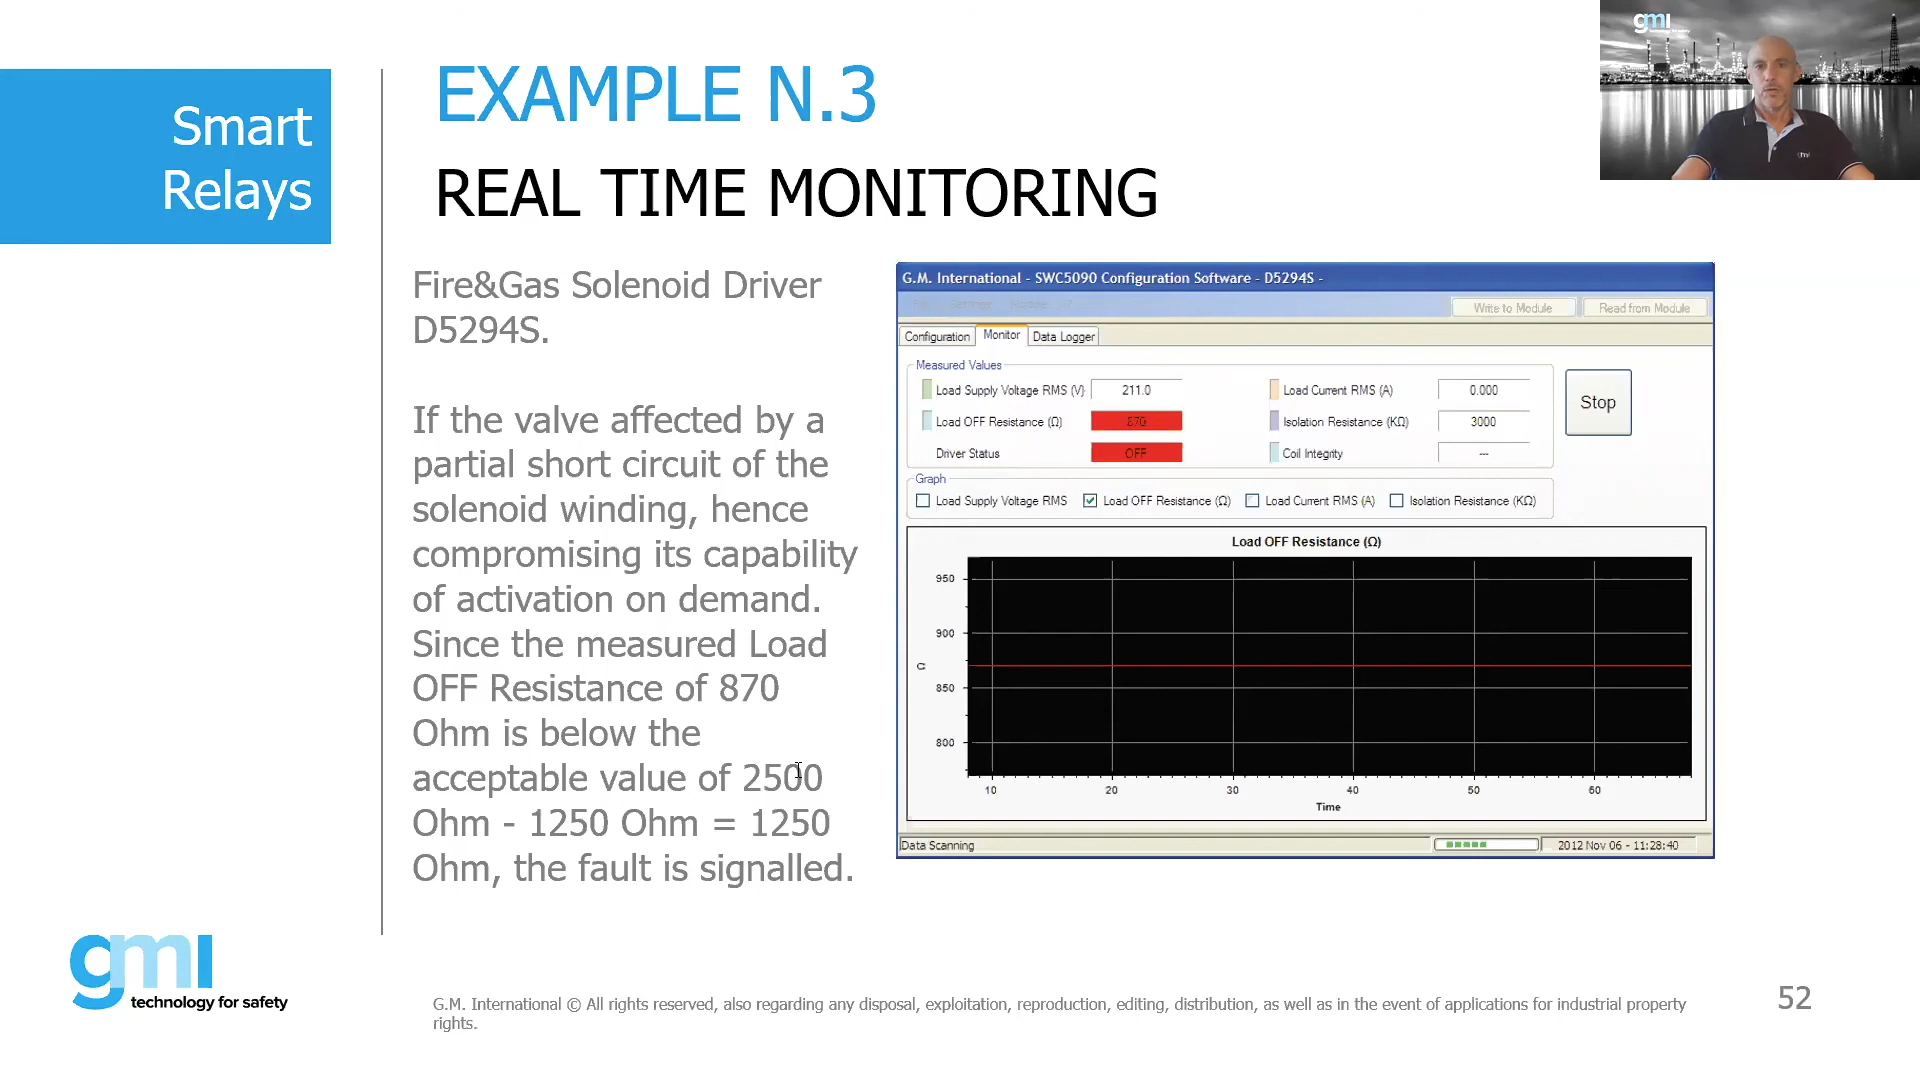 Smart
Relays
EXAMPLE N.3
REAL TIME MONITORING
gmi
Fire&Gas Solenoid Driver
D5294S.
If the valve affected by a
partial short circuit of the
solenoid winding, hence
compromising its capability
of activation on demand.
Since the measured Load
OFF Resistance of 870
Ohm is below the
acceptable value of 2500
Ohm - 1250 Ohm = 1250
Ohm, the fault is signalled.
G.M. International - SWC5090 Configuration Software - D5294S -
Write to Module Read from Module
Configuration Monitor Data Logger
Measured Values
Load Supply Voltage RMS (V) 211.0 Load Current RMS (A) 0.000
Load OFF Resistance (Ω) 870 Isolation Resistance (KΩ) 3000
Driver Status OFF Coil Integrity ---
Stop
Graph
Load Supply Voltage RMS Load OFF Resistance (Ω) Load Current RMS (A) Isolation Resistance (KΩ)
Load OFF Resistance (Ω)
950
900
850
800
10 20 30 40 50 60
Time
Data Scanning 2012 Nov 06 - 11:28:40
gmi
technology for safety
G.M. International © All rights reserved, also regarding any disposal, exploitation, reproduction, editing, distribution, as well as in the event of applications for industrial property
rights.
52